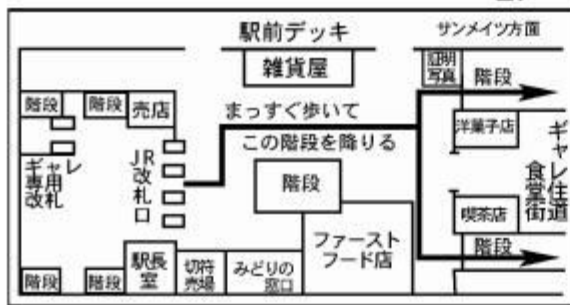 駅前デッキ
サンメイツ方面
雑貨屋
証明
写真
階段
階段
階段
売店
まっすぐ歩いて
この階段を降りる
洋菓子店
ギャレ
専用
改札
JR改札口
階段
ギャレ住道
食堂街
喫茶店
ファースト
フード店
階段
駅長
室
切符
売場
みどりの
窓口
階段
階段